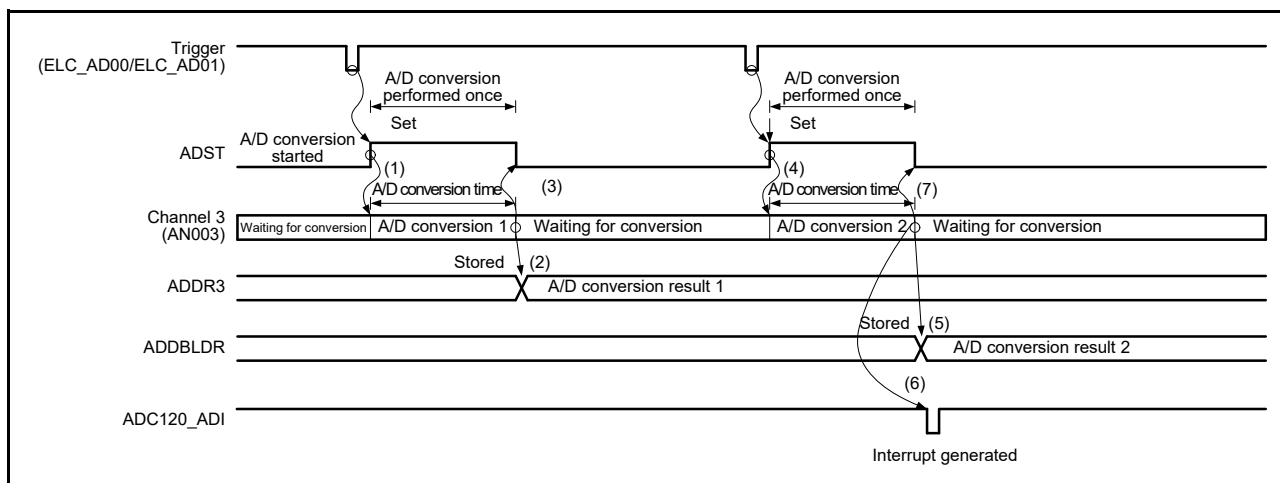 Trigger
(ELC_AD00/ELC_AD01)
A/D conversion
performed once
A/D conversion
performed once
Set
Set
A/D conversion
started
ADST
(1)
(3)
(4)
(7)
A/D conversion time
A/D conversion time
Channel 3
(AN003)
Waiting for conversion
A/D conversion 1
Waiting for conversion
A/D conversion 2
Waiting for conversion
Stored
(2)
ADDR3
A/D conversion result 1
Stored
(5)
ADDBLDR
A/D conversion result 2
(6)
ADC120_ADI
Interrupt generated